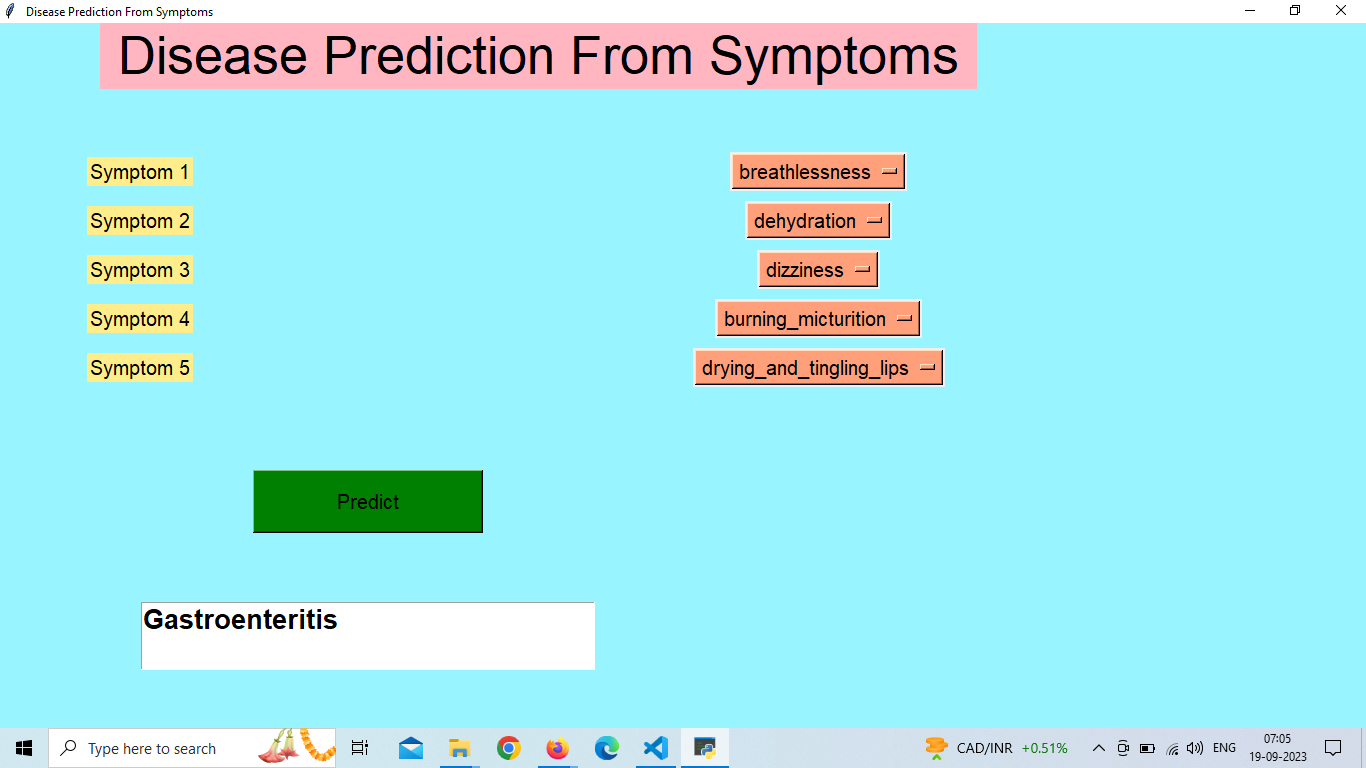 Disease Prediction From Symptoms
Disease Prediction From Symptoms
Symptom 1 breathlessness
Symptom 2 dehydration
Symptom 3 dizziness
Symptom 4 burning_micturition
Symptom 5 drying_and_tingling_lips
Predict
Gastroenteritis
Type here to search CAD/INR +0.51% ENG 07:05
19-09-2023